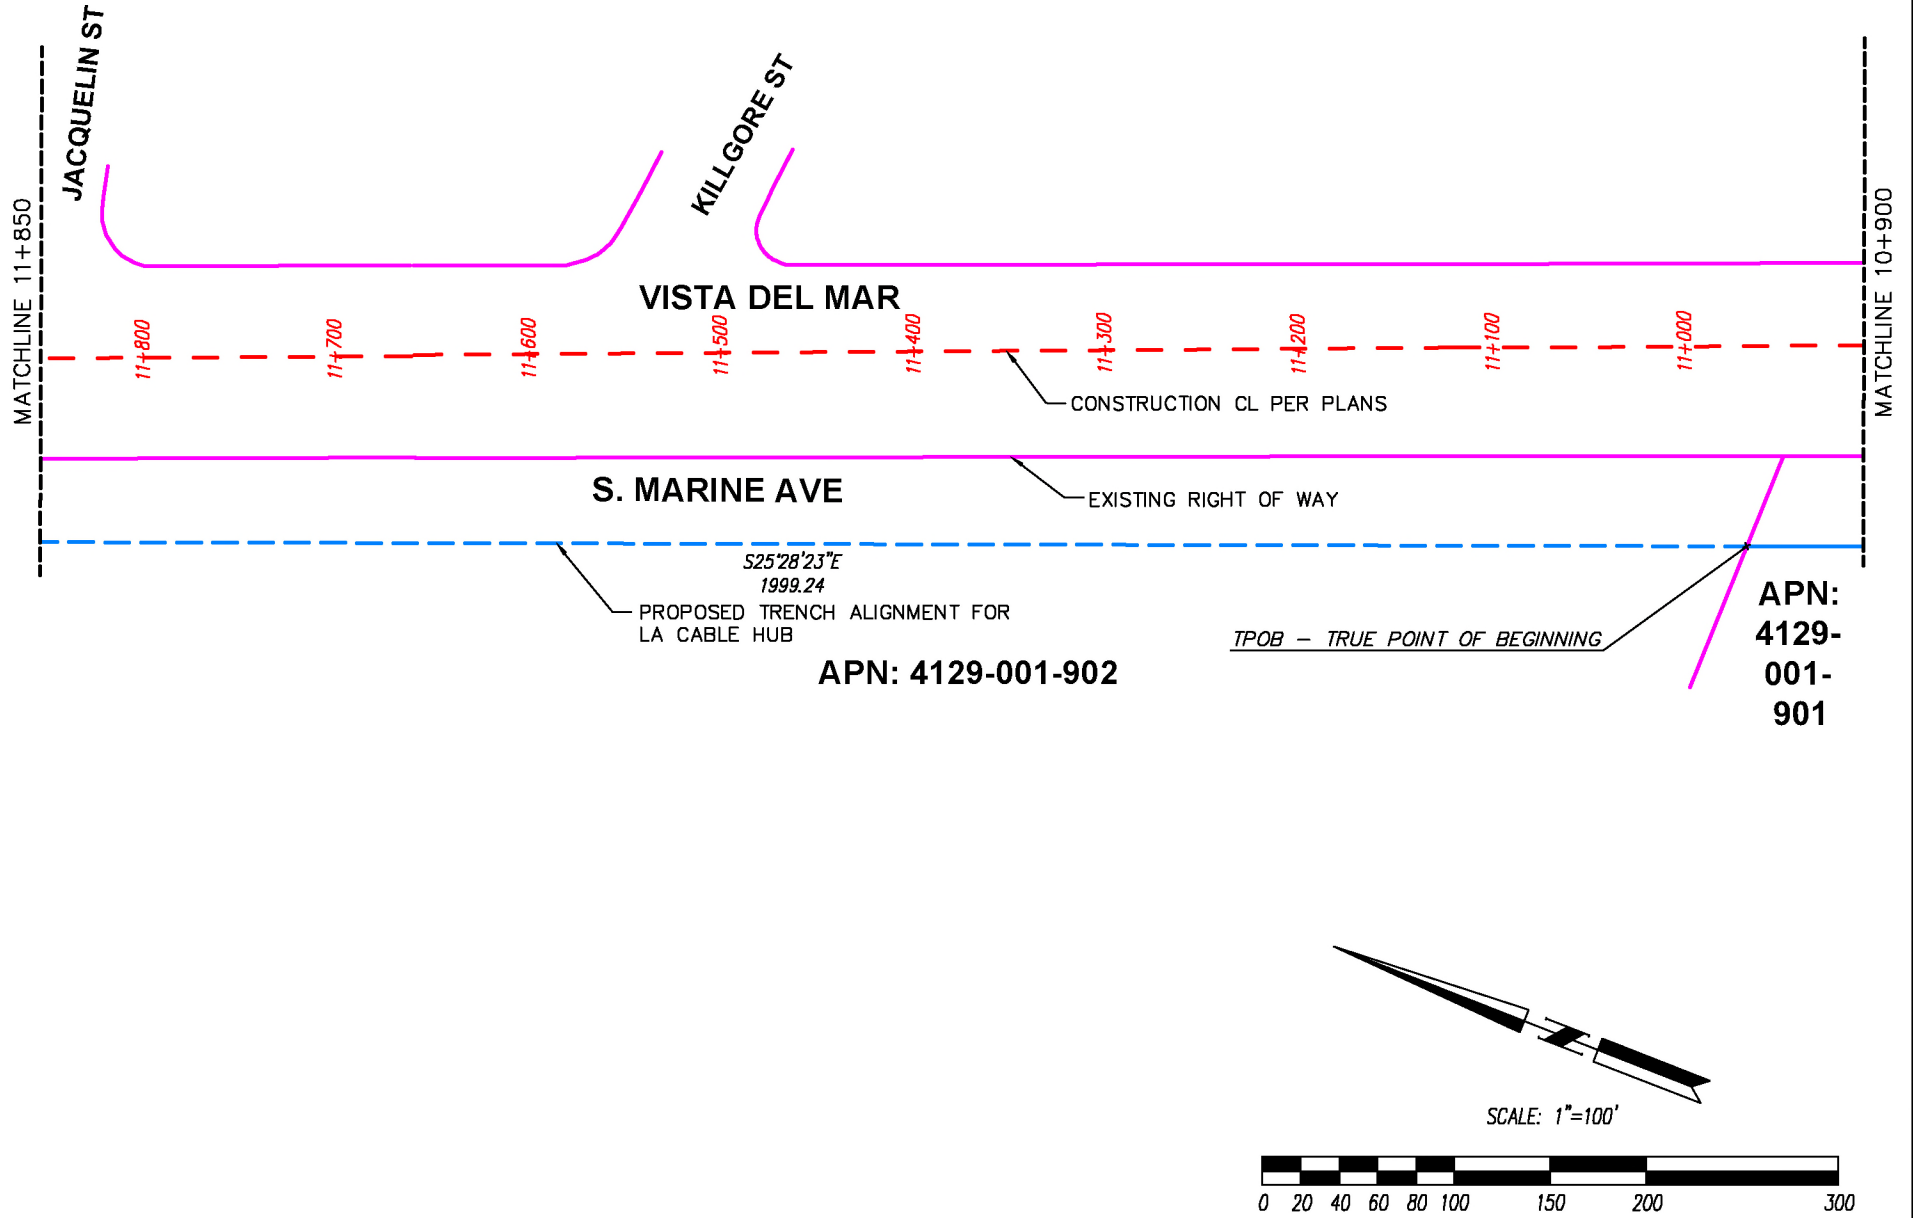 JACQUELIN ST
KILLGORE ST
MATCHLINE 11+850
MATCHLINE 10+900
VISTA DEL MAR
11+800
11+700
11+600
11+500
11+400
11+300
11+200
11+100
11+000
CONSTRUCTION CL PER PLANS
S. MARINE AVE
EXISTING RIGHT OF WAY
S25°28'23"E
1999.24
PROPOSED TRENCH ALIGNMENT FOR
LA CABLE HUB
APN: 4129-001-902
TPOB – TRUE POINT OF BEGINNING
APN:
4129-
001-
901
SCALE: 1"=100'
0 20 40 60 80 100 150 200 300